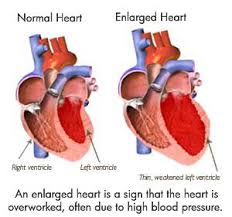 Normal Heart
Enlarged Heart
Right ventricle
Left ventricle
Thin, weakened left ventricle
An enlarged heart is a sign that the heart is
overworked, often due to high blood pressure.